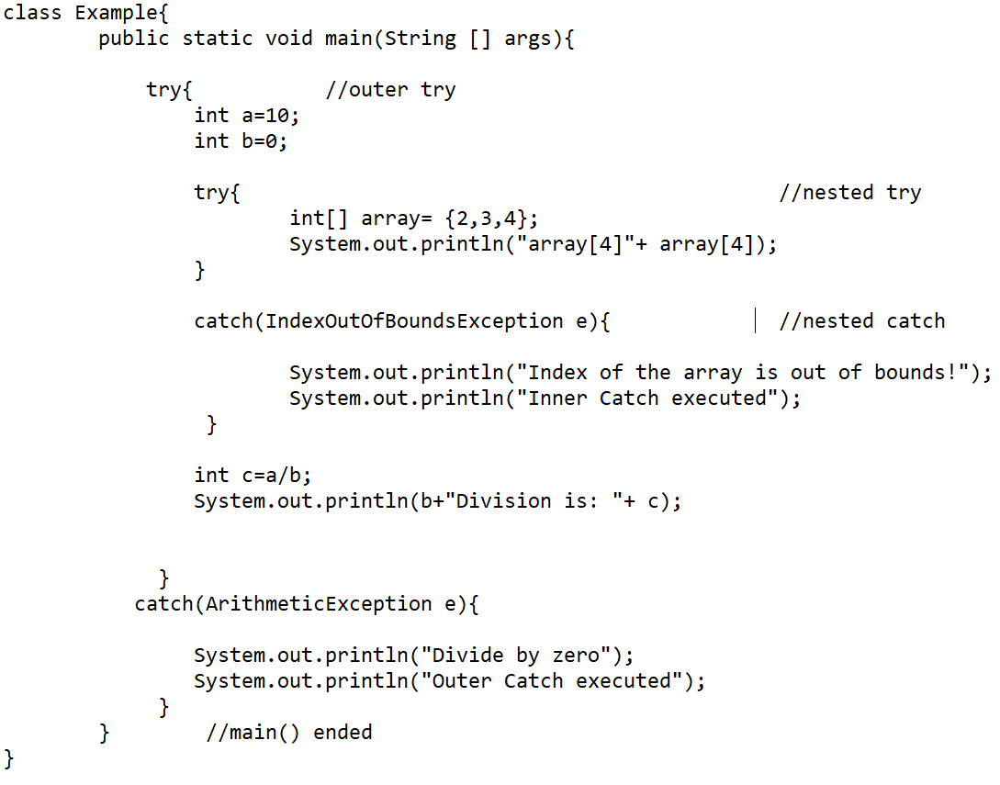 class Example{
public static void main(String [] args){
try{ //outer try
int a=10;
int b=0;
try{ //nested try
int[] array= {2,3,4};
System.out.println("array[4]"+ array[4]);
}
catch(IndexOutOfBoundsException e){ //nested catch
System.out.println("Index of the array is out of bounds!");
System.out.println("Inner Catch executed");
}
int c=a/b;
System.out.println(b+"Division is: "+ c);
}
catch(ArithmeticException e){
System.out.println("Divide by zero");
System.out.println("Outer Catch executed");
}
} //main() ended
}